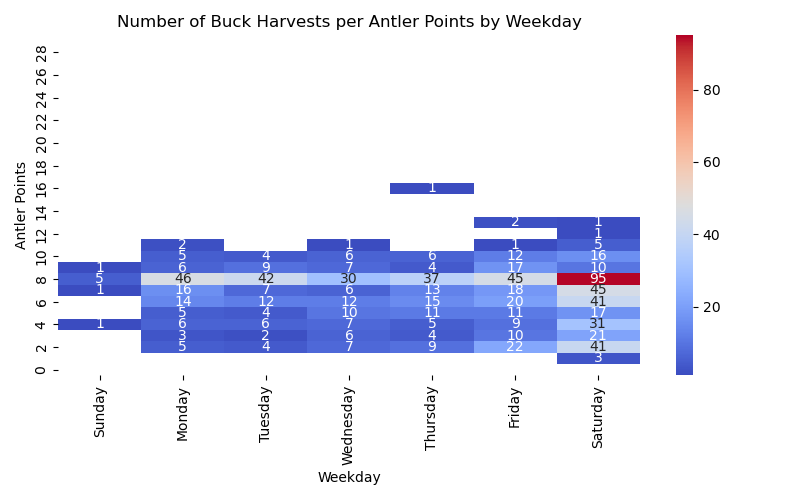 Number of Buck Harvests per Antler Points by Weekday
28
26
24
22
20
18
16
14
12
10
8
6
4
2
0
Antler Points
1
2 1
1
2 1 1 5
5 4 6 6 12 16
1 6 9 7 4 17 10
5 46 42 30 37 45 95
1 16 7 6 13 18 45
14 12 12 15 20 41
5 4 10 11 11 17
1 6 6 7 5 9 31
3 2 6 4 10 21
5 4 7 9 22 41
3
Sunday
Monday
Tuesday
Wednesday
Thursday
Friday
Saturday
Weekday
80
60
40
20